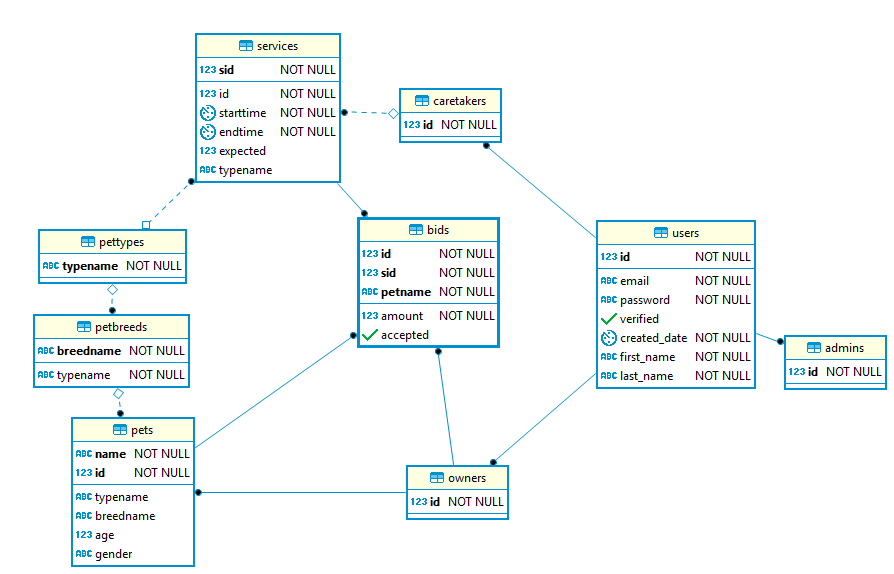 services
123 sid NOT NULL
123 id NOT NULL
starttime NOT NULL
endtime NOT NULL
123 expected
ABC typename
caretakers
123 id NOT NULL
pettypes
ABC typename NOT NULL
bids
123 id NOT NULL
123 sid NOT NULL
ABC petname NOT NULL
123 amount NOT NULL
accepted
users
123 id NOT NULL
ABC email NOT NULL
ABC password NOT NULL
verified
created_date NOT NULL
ABC first_name NOT NULL
ABC last_name NOT NULL
petbreeds
ABC breedname NOT NULL
ABC typename NOT NULL
admins
123 id NOT NULL
pets
ABC name NOT NULL
123 id NOT NULL
ABC typename
ABC breedname
123 age
ABC gender
owners
123 id NOT NULL